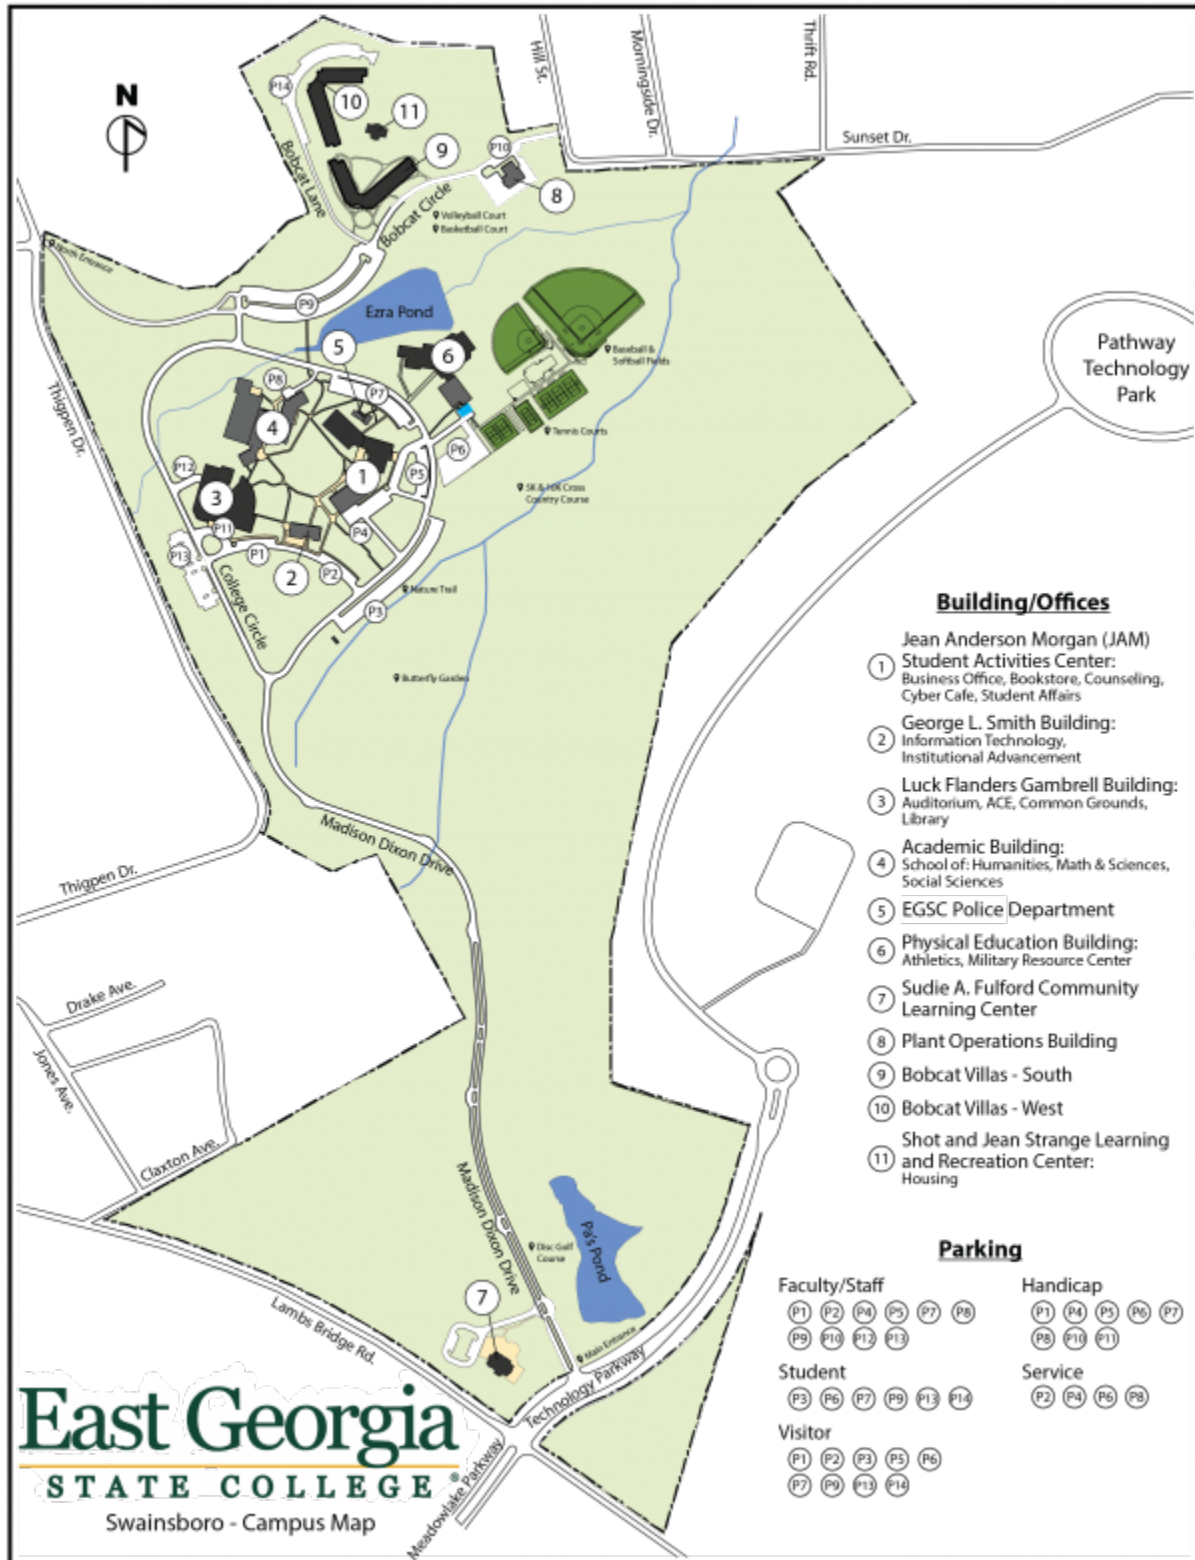 Hill St.
Morningside Dr.
Thrift Rd.
Sunset Dr.
N
P14
10
11
9
P10
8
Bobcat Lane
Bobcat Circle
Volleyball Court
Basketball Court
North Entrance
P9
Ezra Pond
5
6
Baseball &
Softball Fields
Pathway
Technology
Park
Thigpen Dr.
P8
P7
4
Tennis Courts
P6
P12
1
P5
3
5K & 10K Cross
Country Course
P11
P4
P13
P1
2
P2
College Circle
Nature Trail
P3
Butterfly Garden
Madison Dixon Drive
Thigpen Dr.
Drake Ave.
Jones Ave.
Claxton Ave.
Madison Dixon Drive
Pa's Pond
Disc Golf
Course
7
Lambs Bridge Rd.
Main Entrance
Technology Parkway
Meadowlake Parkway
Building/Offices
Jean Anderson Morgan (JAM)
1 Student Activities Center:
Business Office, Bookstore, Counseling,
Cyber Cafe, Student Affairs
George L. Smith Building:
2 Information Technology,
Institutional Advancement
Luck Flanders Gambrell Building:
3 Auditorium, ACE, Common Grounds,
Library
Academic Building:
4 School of: Humanities, Math & Sciences,
Social Sciences
5 EGSC Police Department
6 Physical Education Building:
Athletics, Military Resource Center
7 Sudie A. Fulford Community
Learning Center
8 Plant Operations Building
9 Bobcat Villas - South
10 Bobcat Villas - West
Shot and Jean Strange Learning
11 and Recreation Center:
Housing
Parking
Faculty/Staff
P1 P2 P4 P5 P7 P8
P9 P10 P12 P13
Handicap
P1 P4 P5 P6 P7
P8 P10 P11
Student
P3 P6 P7 P9 P13 P14
Service
P2 P4 P6 P8
Visitor
P1 P2 P3 P5 P6
P7 P9 P13 P14
East Georgia
STATE COLLEGE®
Swainsboro - Campus Map